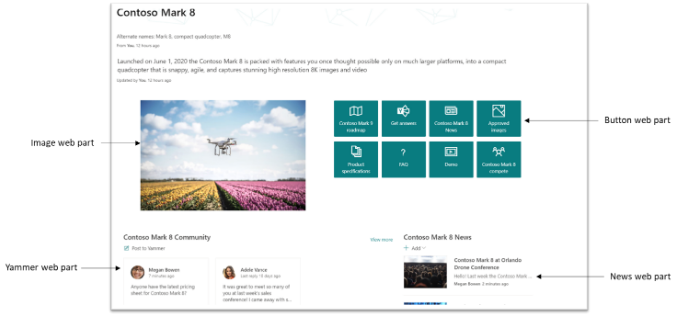 Contoso Mark 8
Alternate names: Mark 8, compact quadcopter, M8
From You, 12 hours ago
Launched on June 1, 2020 the Contoso Mark 8 is packed with features you once thought possible only on much larger platforms, into a compact
quadcopter that is snappy, agile, and captures stunning high resolution 8K images and video
Updated by You, 12 hours ago
Image web part
Contoso Mark 9
roadmap
Get answers
Contoso Mark 8
News
Approved
images
Button web part
Product
specifications
FAQ
Demo
Contoso Mark 8
compete
Contoso Mark 8 Community
View more
Post to Yammer
Yammer web part
Megan Bowen
7 minutes ago
Anyone have the latest pricing
sheet for Contoso Mark 8?
Adele Vance
Last reply 10 days ago
It was great to meet so many of
you at last week's sales
conference! I came away with s...
Contoso Mark 8 News
+ Add
Contoso Mark 8 at Orlando
Drone Conference
Hello! Last week the Contoso Mark ...
Megan Bowen 2 minutes ago
News web part